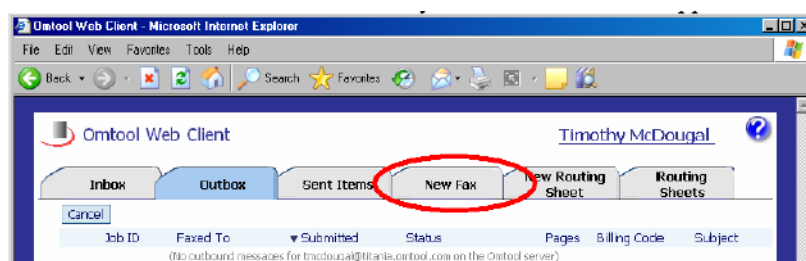 Omtool Web Client - Microsoft Internet Explorer
File Edit View Favorites Tools Help
Back Search Favorites
Omtool Web Client Timothy McDougal
Inbox Outbox Sent Items New Fax New Routing Sheet Routing Sheets
Cancel
Job ID Faxed To Submitted Status Pages Billing Code Subject
(No outbound messages for tmcdougal@titania.omtool.com on the Omtool server)